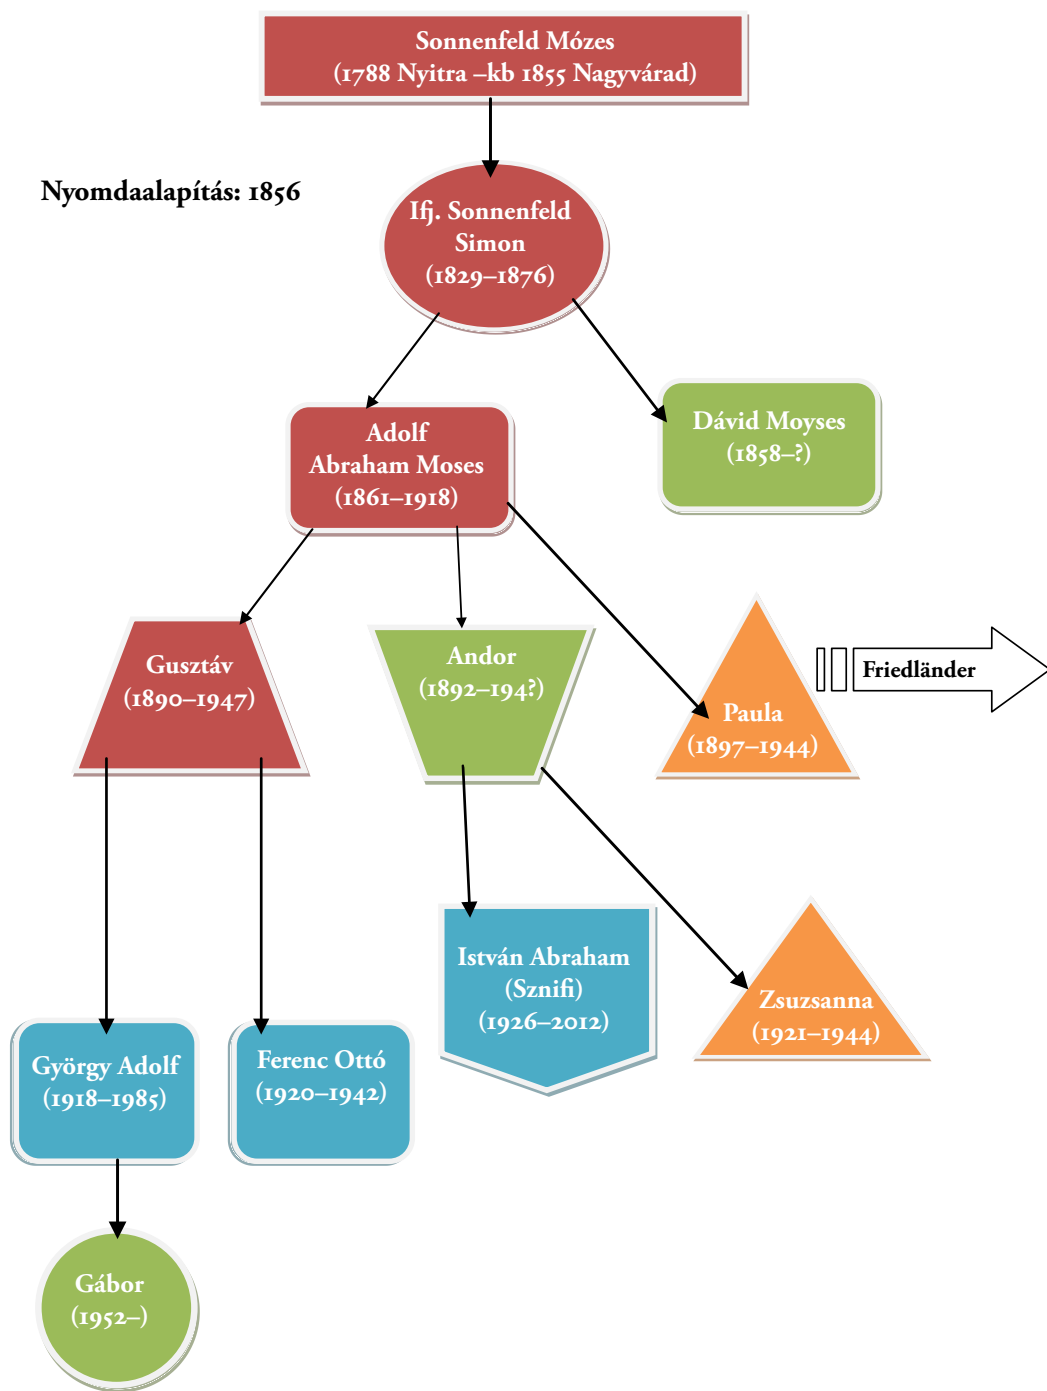 Sonnenfeld Mózes
(1788 Nyitra –kb 1855 Nagyvárad)
Nyomdaalapítás: 1856
Ifj. Sonnenfeld
Simon
(1829–1876)
Adolf
Abraham Moses
(1861–1918)
Dávid Moyses
(1858–?)
Gusztáv
(1890–1947)
Andor
(1892–194?)
Paula
(1897–1944)
Friedländer
István Abraham
(Sznifi)
(1926–2012)
Zsuzsanna
(1921–1944)
György Adolf
(1918–1985)
Ferenc Ottó
(1920–1942)
Gábor
(1952–)